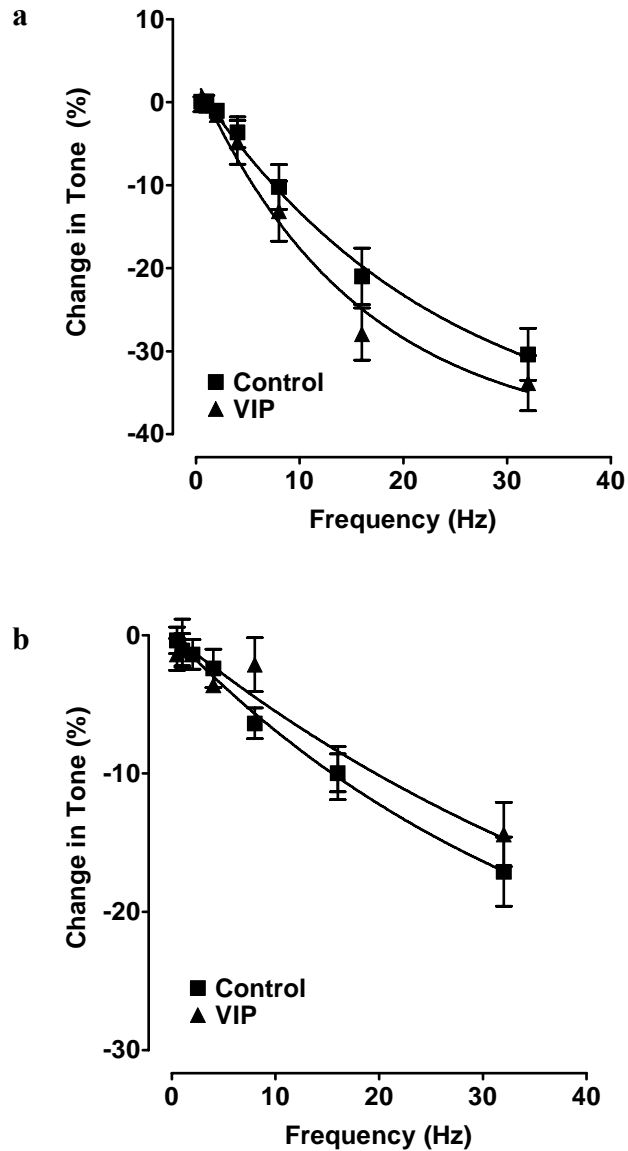 a
10
0
-10
-20
-30
-40
Change in Tone (%)
Control
VIP
0 10 20 30 40
Frequency (Hz)
b
0
-10
-20
-30
Change in Tone (%)
Control
VIP
0 10 20 30 40
Frequency (Hz)